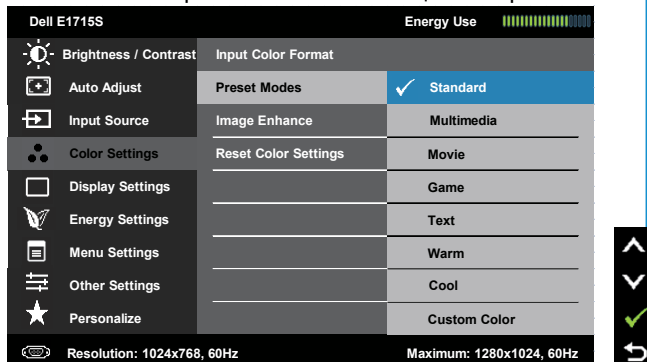 Dell E1715S Energy Use
Brightness / Contrast Input Color Format
Auto Adjust Preset Modes Standard
Input Source Image Enhance Multimedia
Color Settings Reset Color Settings Movie
Display Settings Game
Energy Settings Text
Menu Settings Warm
Other Settings Cool
Personalize Custom Color
Resolution: 1024x768, 60Hz Maximum: 1280x1024, 60Hz